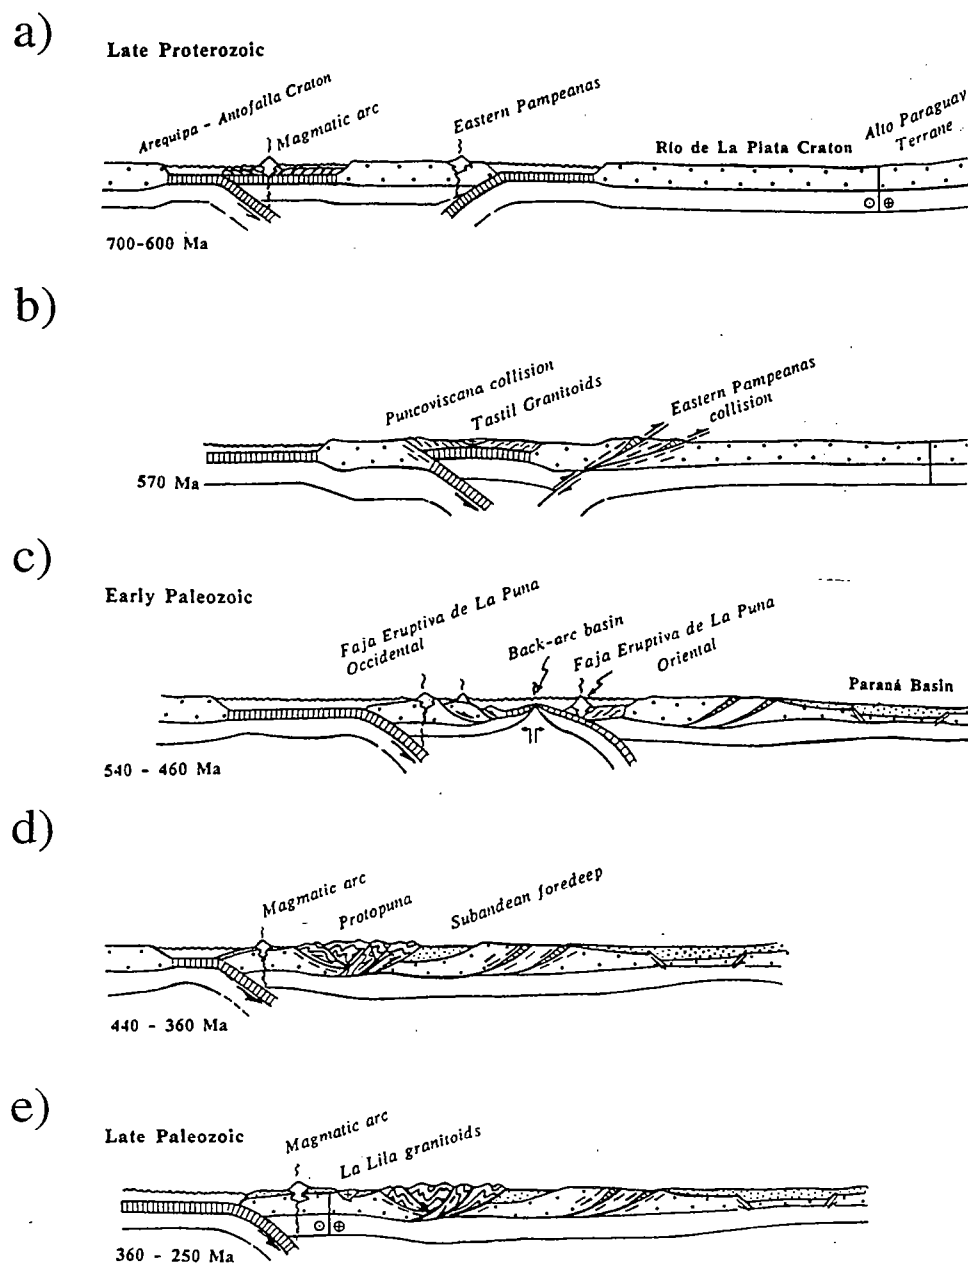 a)
Late Proterozoic
Arequipa - Antofalla Craton
Magmatic arc
Eastern Pampeanas
Río de La Plata Craton
Alto Paraguay
Terrane
700-600 Ma
b)
Puncoviscana collision
Tastil Granitoids
Eastern Pampeanas
collision
570 Ma
c)
Early Paleozoic
Faja Eruptiva de La Puna
Occidental
Back-arc basin
Faja Eruptiva de La Puna
Oriental
Paraná Basin
540 - 460 Ma
d)
Magmatic arc
Protopuna
Subandean foredeep
440 - 360 Ma
e)
Late Paleozoic
Magmatic arc
La Lila granitoids
360 - 250 Ma